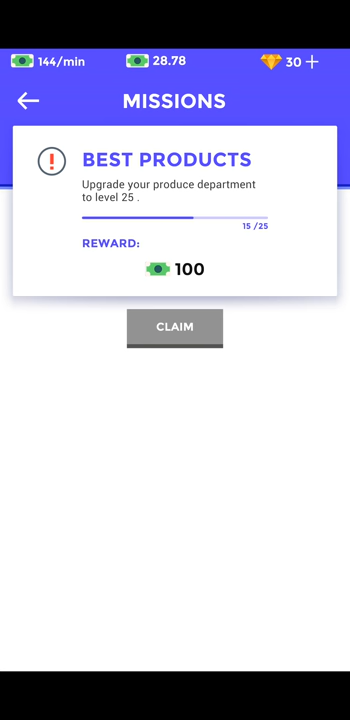 144/min 28.78 30 +
MISSIONS
BEST PRODUCTS
Upgrade your produce department
to level 25 .
15 /25
REWARD:
100
CLAIM